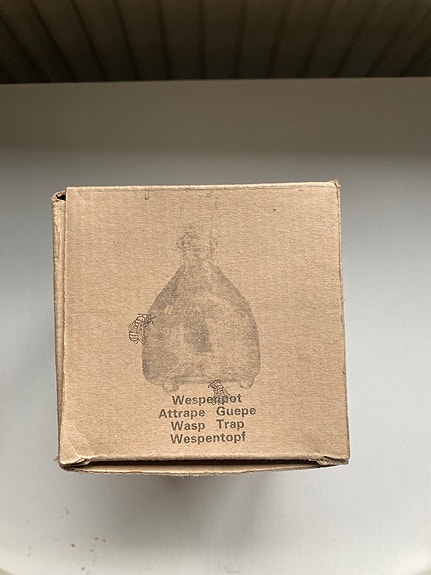 Wespenpot
Attrape Guepe
Wasp Trap
Wespentopf